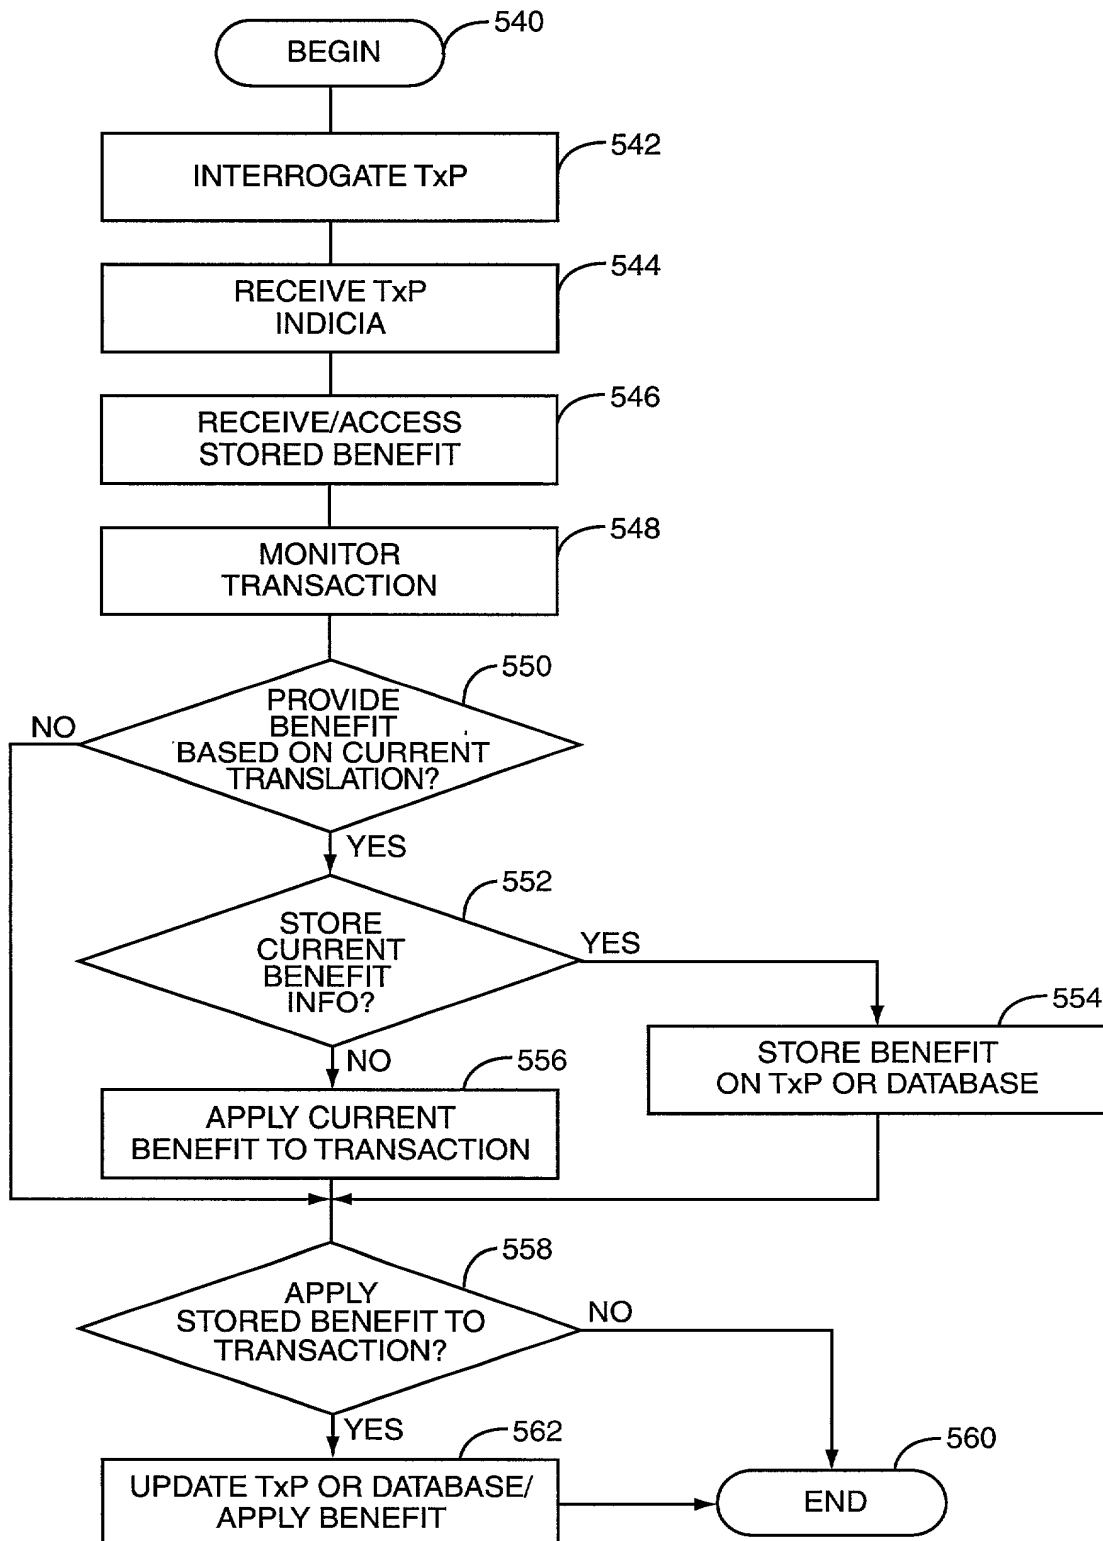 BEGIN
540
INTERROGATE TxP
542
RECEIVE TxP
INDICIA
544
RECEIVE/ACCESS
STORED BENEFIT
546
MONITOR
TRANSACTION
548
PROVIDE
BENEFIT
BASED ON CURRENT
TRANSLATION?
550
NO
YES
STORE
CURRENT
BENEFIT
INFO?
552
YES
NO
STORE BENEFIT
ON TxP OR DATABASE
554
APPLY CURRENT
BENEFIT TO TRANSACTION
556
APPLY
STORED BENEFIT TO
TRANSACTION?
558
NO
YES
UPDATE TxP OR DATABASE/
APPLY BENEFIT
562
END
560